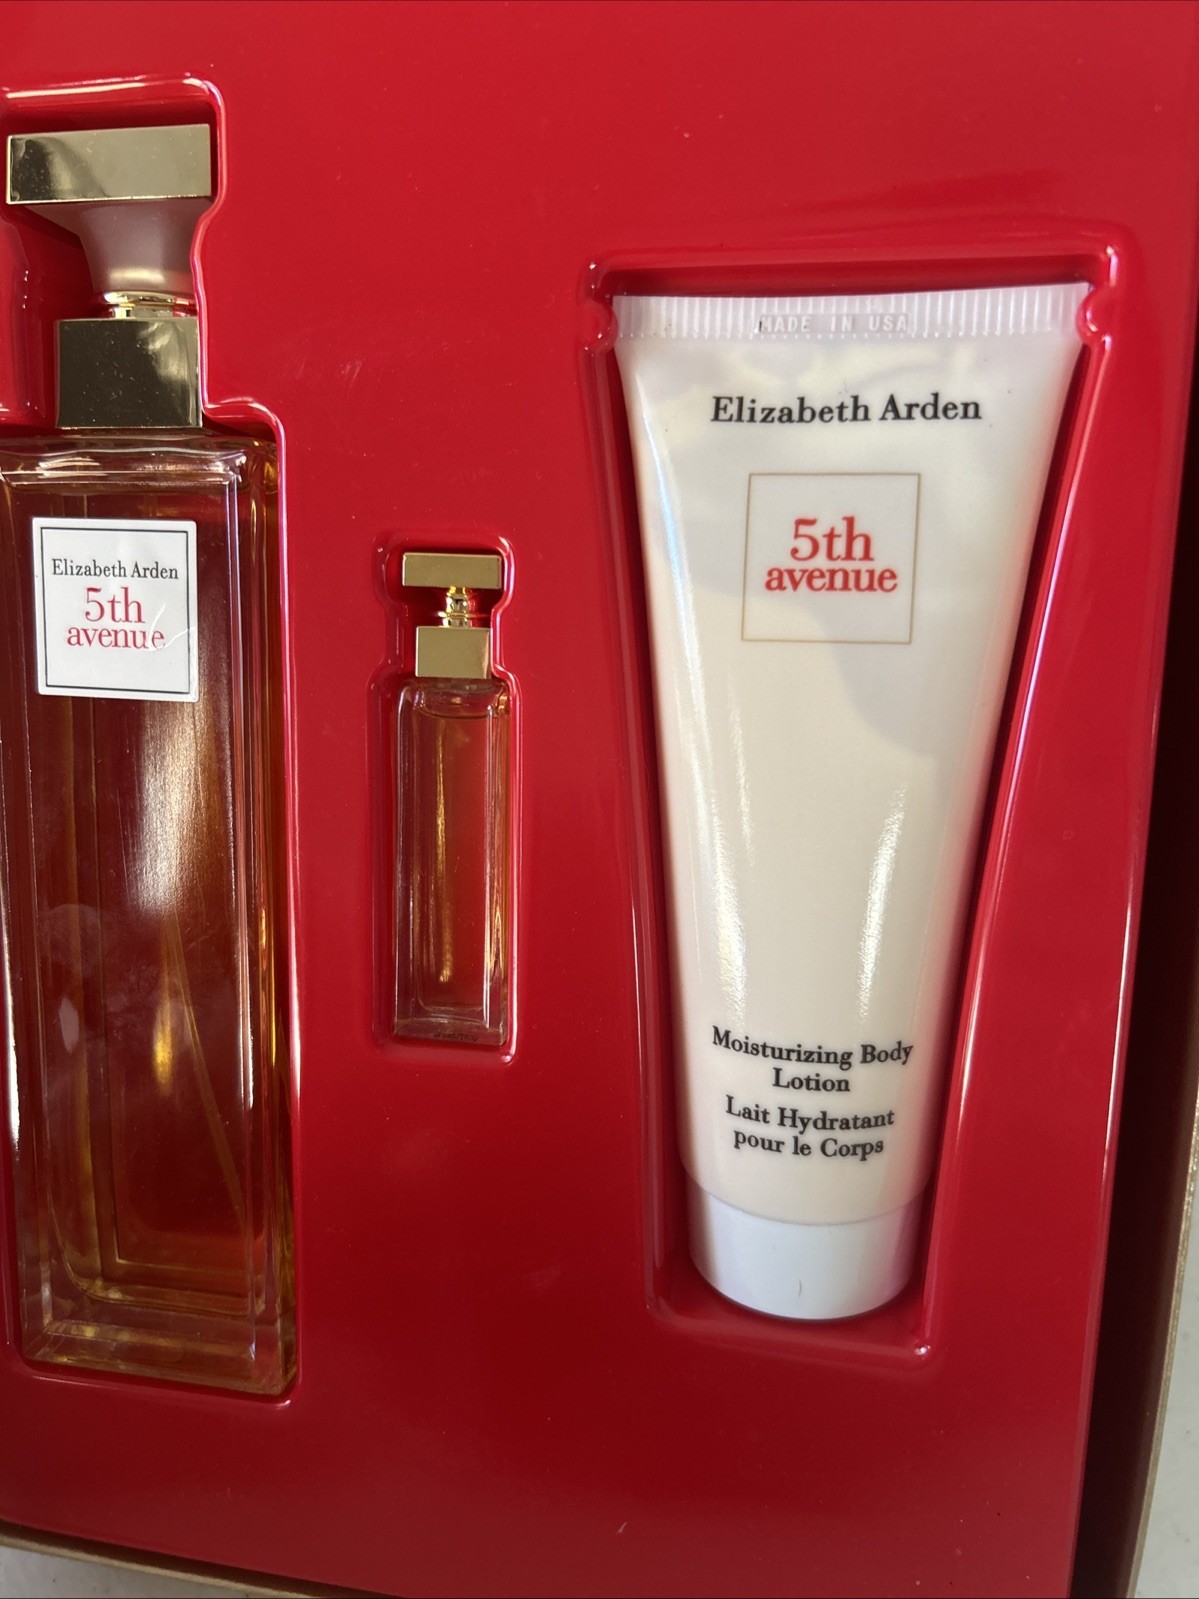 Elizabeth Arden
5th
avenue
MADE IN USA
Elizabeth Arden
5th
avenue
Moisturizing Body
Lotion
Lait Hydratant
pour le Corps